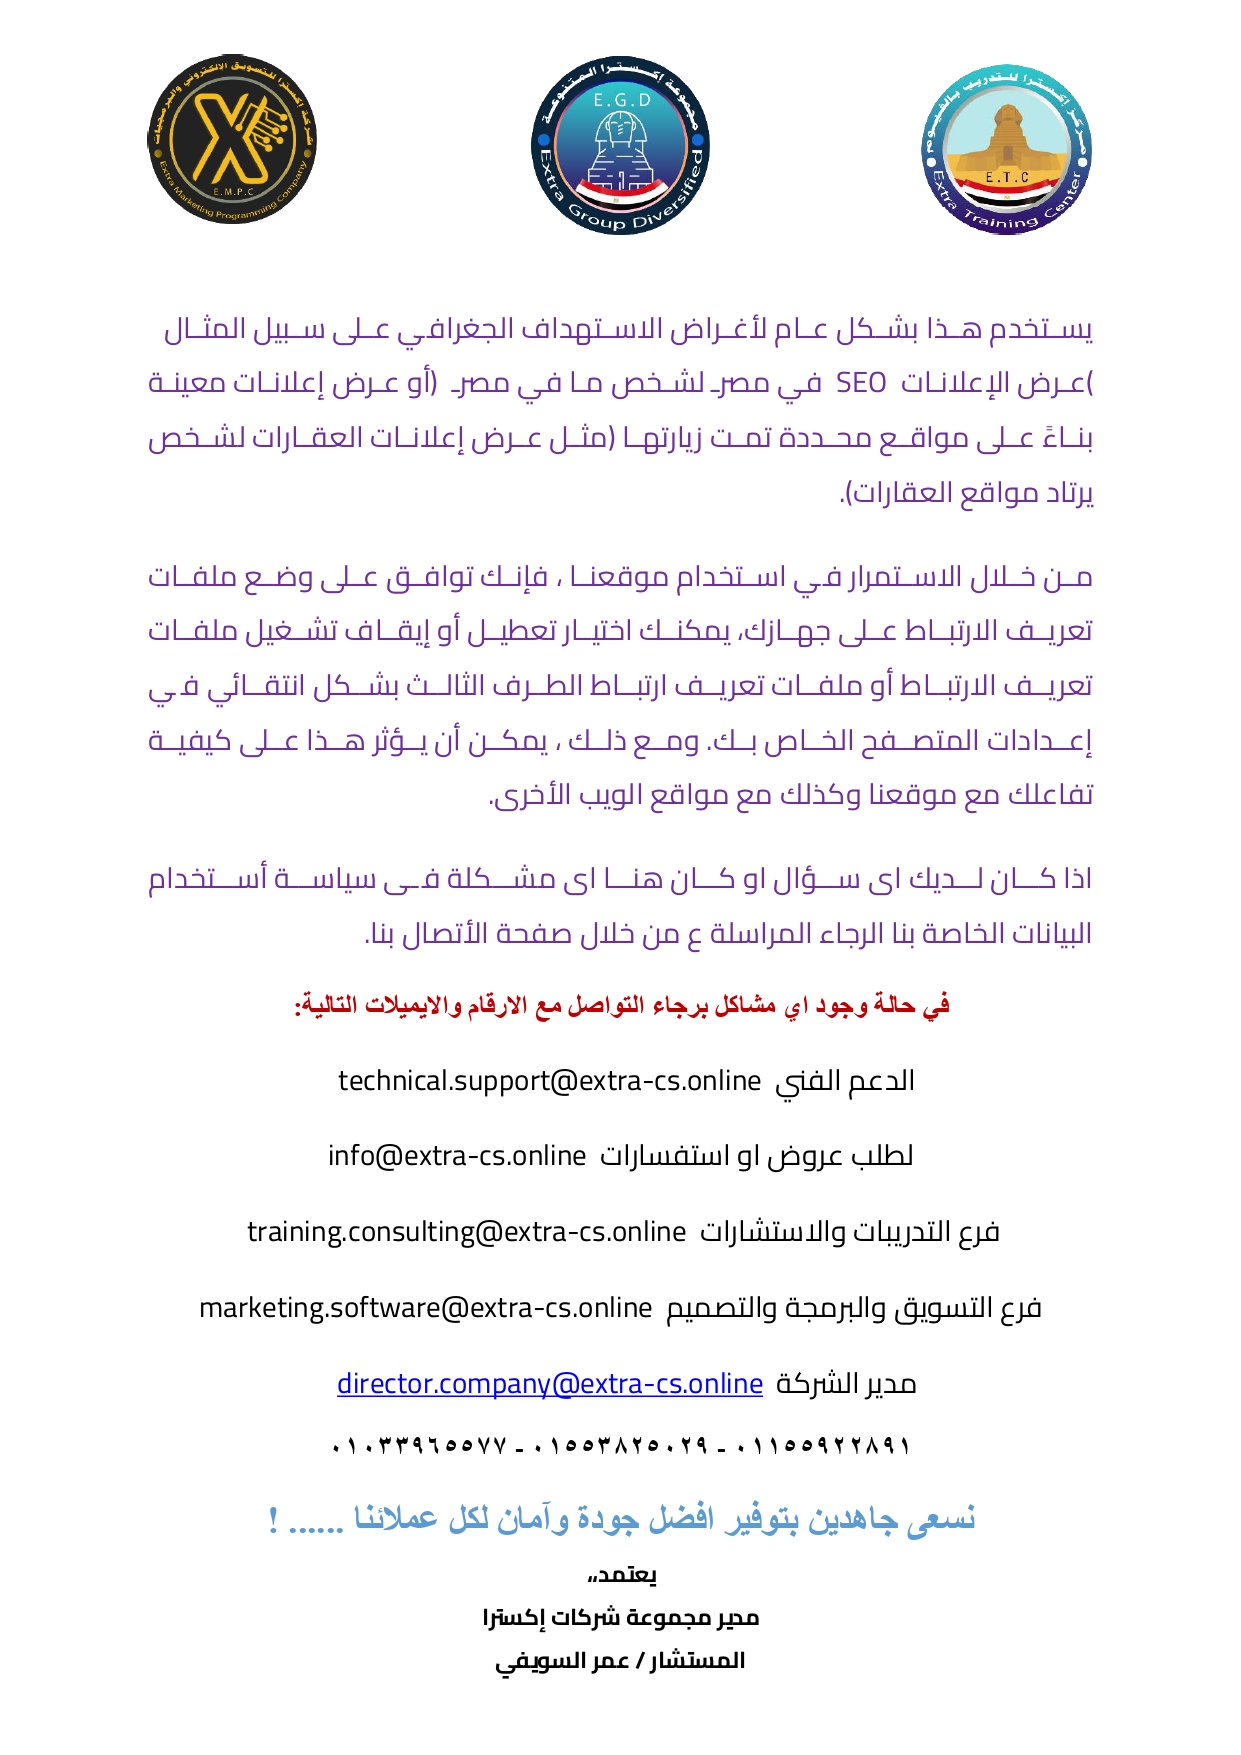 شركة إكسترا للتسويق الالكتروني والبرمجيات
E.M.P.C
Extra Marketing Programming Company
مجموعة إكسترا المتنوعة
E.G.D
Extra Group Diversified
مركز إكسترا للتدريب بالفيوم
E.T.C
Extra Training Center
يستخدم هذا بشكل عام لأغراض الاستهداف الجغرافي على سبيل المثال
)عرض الإعلانات SEO في مصر لشخص ما في مصر (أو عرض إعلانات معينة
بناءً على مواقع محددة تمت زيارتها (مثل عرض إعلانات العقارات لشخص
يرتاد مواقع العقارات).
من خلال الاستمرار في استخدام موقعنا ، فإنك توافق على وضع ملفات
تعريف الارتباط على جهازك، يمكنك اختيار تعطيل أو إيقاف تشغيل ملفات
تعريف الارتباط أو ملفات تعريف ارتباط الطرف الثالث بشكل انتقائي في
إعدادات المتصفح الخاص بك. ومع ذلك ، يمكن أن يؤثر هذا على كيفية
تفاعلك مع موقعنا وكذلك مع مواقع الويب الأخرى.
اذا كان لديك اى سؤال او كان هنا اى مشكلة فى سياسة أستخدام
البيانات الخاصة بنا الرجاء المراسلة ع من خلال صفحة الأتصال بنا.
في حالة وجود اي مشاكل برجاء التواصل مع الارقام والايميلات التالية:
الدعم الفني technical.support@extra-cs.online
لطلب عروض او استفسارات info@extra-cs.online
فرع التدريبات والاستشارات training.consulting@extra-cs.online
فرع التسويق والبرمجة والتصميم marketing.software@extra-cs.online
مدير الشركة director.company@extra-cs.online
٠١١٥٥٩٢٢٨٩١ - ٠١٥٥٣٨٢٥٠٢٩ - ٠١٠٣٣٩٦٥٥٧٧
نسعى جاهدين بتوفير افضل جودة وآمان لكل عملائنا ...... !
يعتمد،،
مدير مجموعة شركات إكسترا
المستشار / عمر السويفي